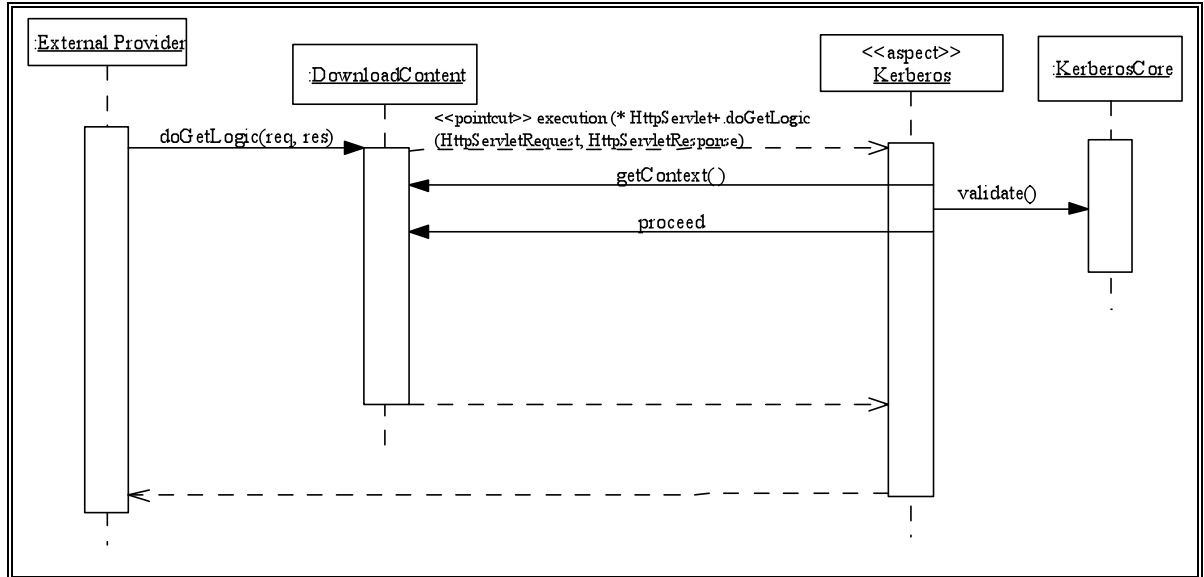 :External Provider
:DownloadContent
<<aspect>>
Kerberos
:KerberosCore
<<pointcut>> execution (* HttpServlet+.doGetLogic
(HttpServletRequest, HttpServletResponse)
doGetLogic(req, res)
getContext()
validate()
proceed